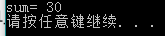 sum= 30
请按任意键继续. . .